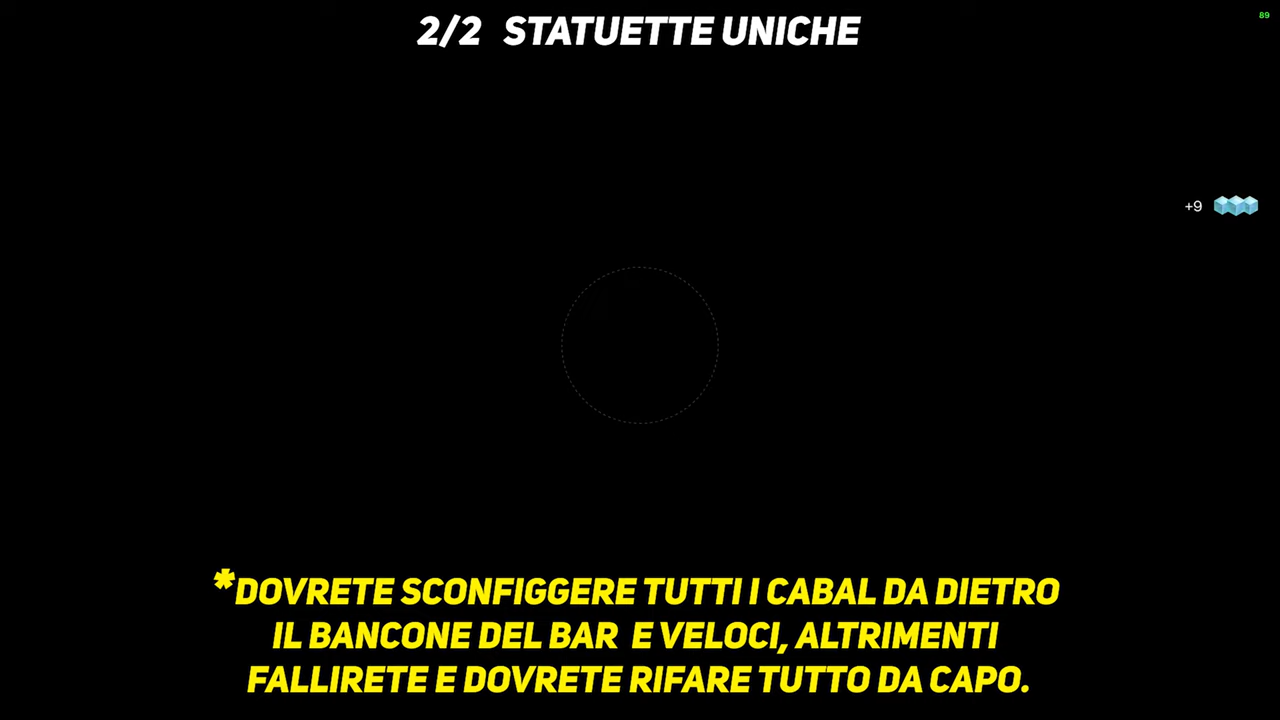 2/2 STATUETTE UNICHE
89
+9
*DOVRETE SCONFIGGERE TUTTI I CABAL DA DIETRO
IL BANCONE DEL BAR E VELOCI, ALTRIMENTI
FALLIRETE E DOVRETE RIFARE TUTTO DA CAPO.